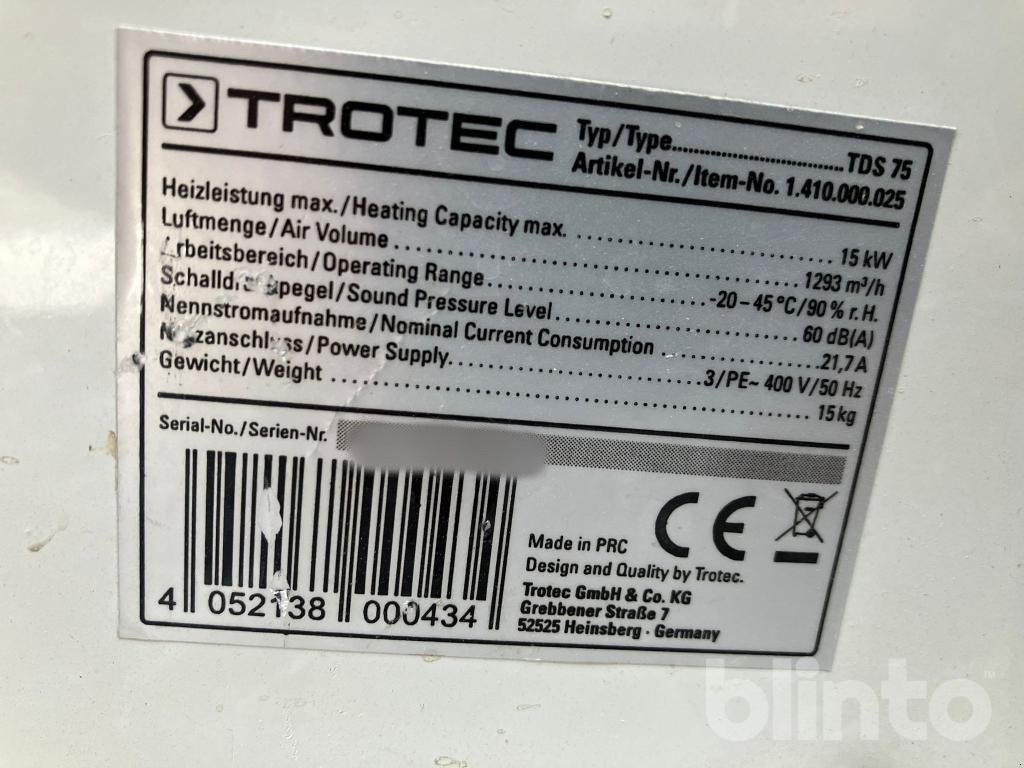 TROTEC
Typ/Type.................................TDS 75
Artikel-Nr./Item-No. 1.410.000.025
Heizleistung max./Heating Capacity max. .......................... 15 kW
Luftmenge/Air Volume ................................................ 1293 m³/h
Arbeitsbereich/Operating Range.........................-20 – 45 °C/90 % r. H.
/Sound Pressure Level.......................... 60 dB(A)
Nennstromaufnahme/Nominal Current Consumption ..................21,7 A
/Power Supply..........................3/PE~ 400 V/50 Hz
Gewicht/Weight ................................................ 15 kg
Serial-No./Serien-Nr.
Made in PRC
Design and Quality by Trotec.
Trotec GmbH & Co. KG
Grebbener Straße 7
52525 Heinsberg · Germany
CE
4 052138 000434
blinto™